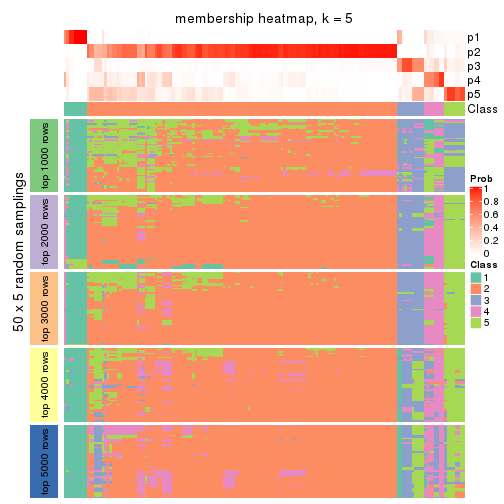 membership heatmap, k = 5
p1
p2
p3
p4
p5
Class
50 x 5 random samplings
top 1000 rows
top 2000 rows
top 3000 rows
top 4000 rows
top 5000 rows
Prob
1
0.8
0.6
0.4
0.2
0
Class
1
2
3
4
5